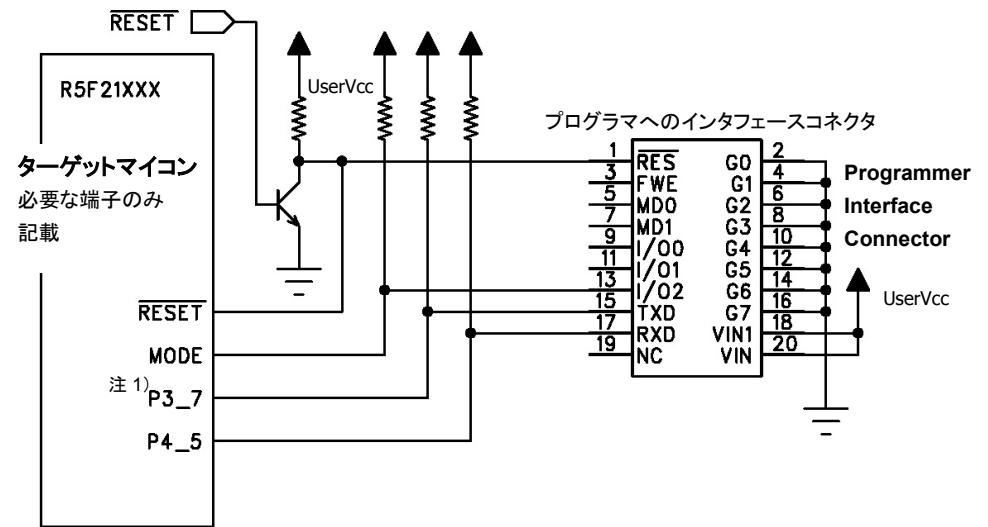 RESET
R5F21XXX
ターゲットマイコン
必要な端子のみ
記載
UserVcc
RESET
MODE
注 1)
P3_7
P4_5
プログラマへのインタフェースコネクタ
1 RES G0 2
3 FWE G1 4
5 MD0 G2 6
7 MD1 G3 8
9 I/O0 G4 10
11 I/O1 G5 12
13 I/O2 G6 14
15 TXD G7 16
17 RXD VIN1 18
19 NC VIN 20
Programmer
Interface
Connector
UserVcc